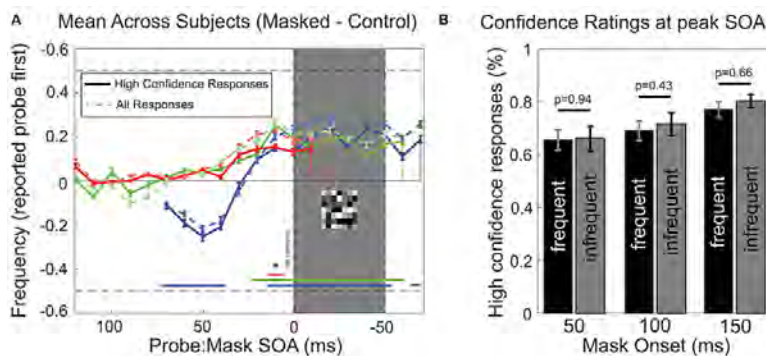 A
Mean Across Subjects (Masked - Control)
Frequency (reported probe first)
-0.6
0.4
0.2
0
-0.2
-0.4
-0.6
High Confidence Responses
All Responses
*
100
50
0
-50
Probe:Mask SOA (ms)
B
Confidence Ratings at peak SOA
High confidence responses (%)
1
0.8
0.6
0.4
0.2
0
p=0.94
p=0.43
p=0.66
frequent
infrequent
frequent
infrequent
frequent
infrequent
50
100
150
Mask Onset (ms)